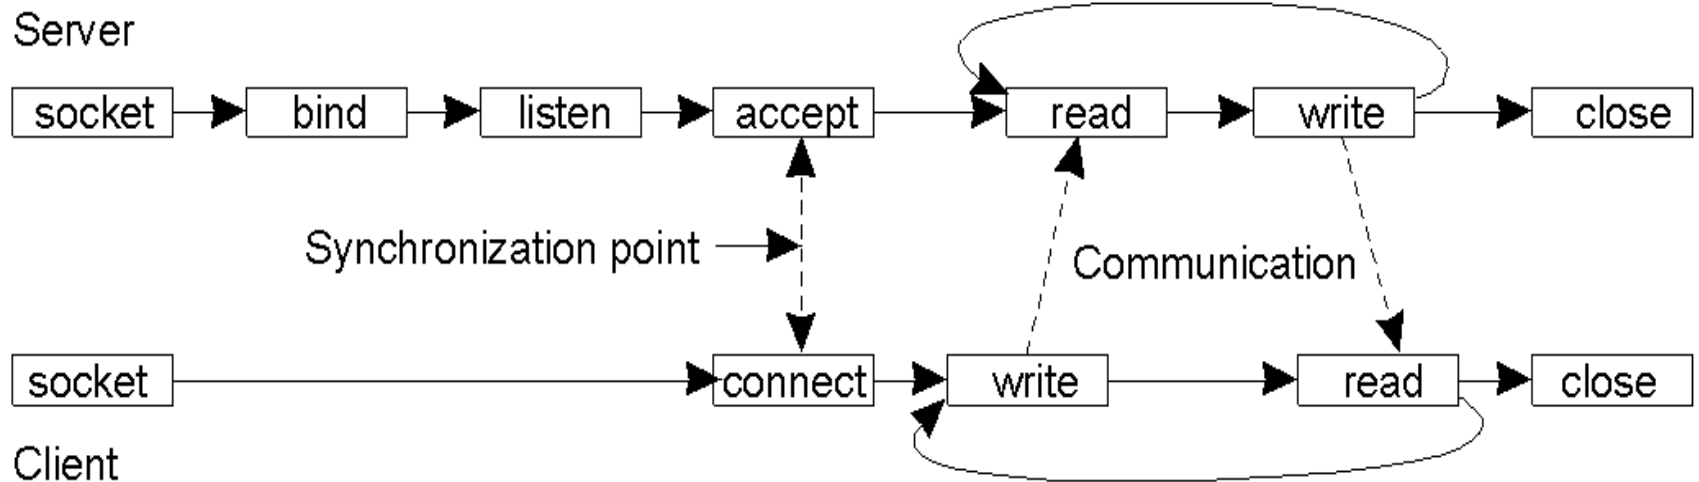 Server
socket bind listen accept read write close
Synchronization point
Communication
socket connect write read close
Client